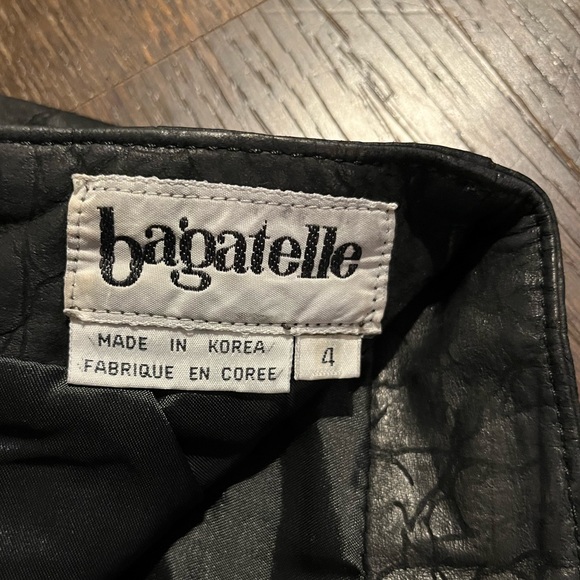 bagatelle
MADE IN KOREA
FABRIQUE EN COREE
4